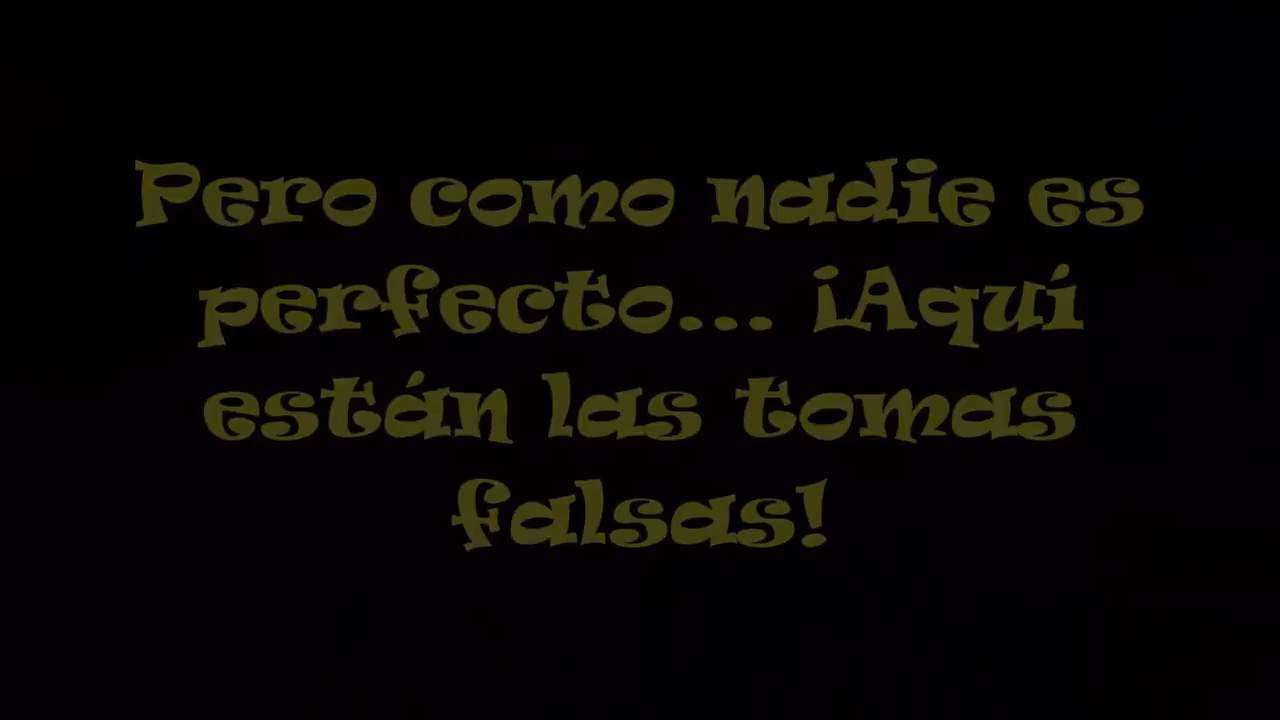 Pero como nadie es
perfecto... ¡Aquí
están las tomas
falsas!